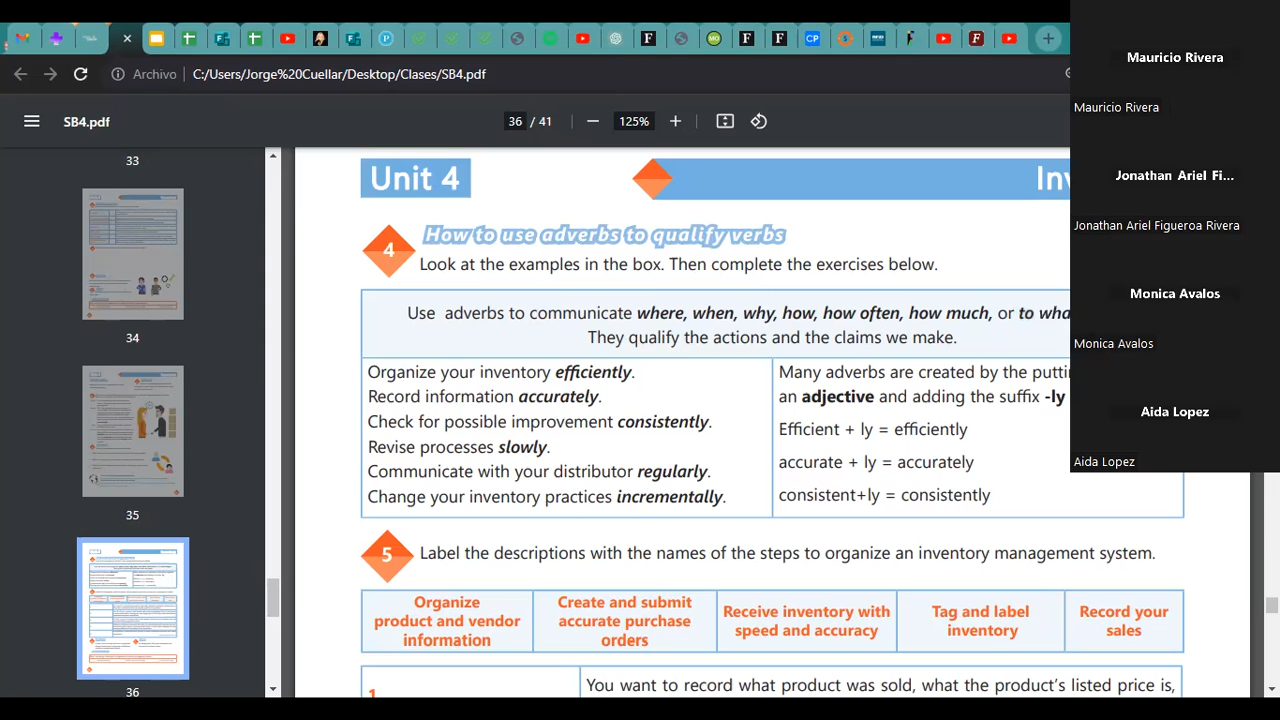 Archivo
C:/Users/Jorge%20Cuellar/Desktop/Clases/SB4.pdf
SB4.pdf
36 / 41
125%
33
34
35
36
Unit 4
4
How to use adverbs to qualify verbs
Look at the examples in the box. Then complete the exercises below.
Use adverbs to communicate where, when, why, how, how often, how much, or to
They qualify the actions and the claims we make.
Organize your inventory efficiently.
Record information accurately.
Check for possible improvement consistently.
Revise processes slowly.
Communicate with your distributor regularly.
Change your inventory practices incrementally.
Many adverbs are created by the
an adjective and adding the suffix -ly
Efficient + ly = efficiently
accurate + ly = accurately
consistent+ly = consistently
5
Label the descriptions with the names of the steps to organize an inventory management system.
Organize
product and vendor
information
Create and submit
accurate purchase
orders
Receive inventory with
speed and accuracy
Tag and label
inventory
Record your
sales
1
You want to record what product was sold, what the product's listed price is,
Mauricio Rivera
Mauricio Rivera
Jonathan Ariel Fi...
Jonathan Ariel Figueroa Rivera
Monica Avalos
Monica Avalos
Aida Lopez
Aida Lopez